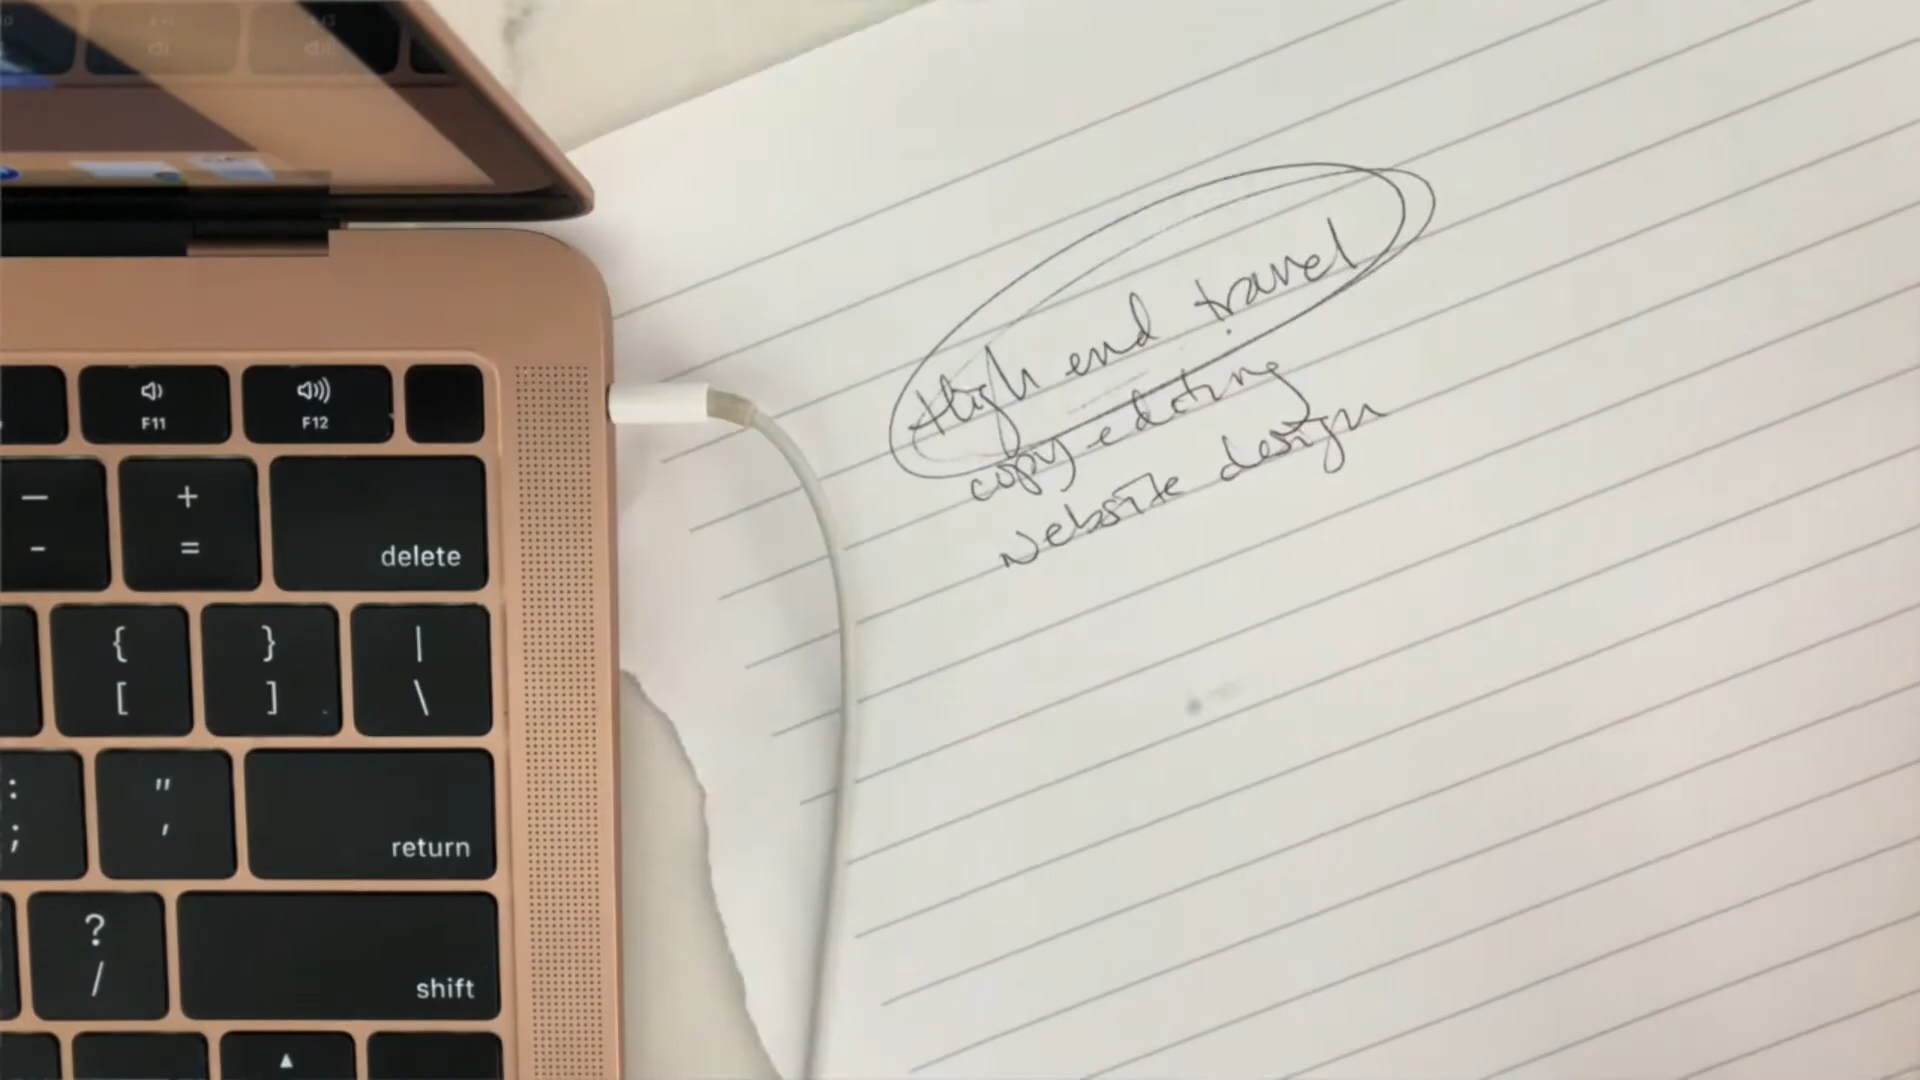 High end travel
copy editing
website design
F11
F12
— +
- =
delete
{ } |
[ ] \
: "
; '
return
?
/
shift